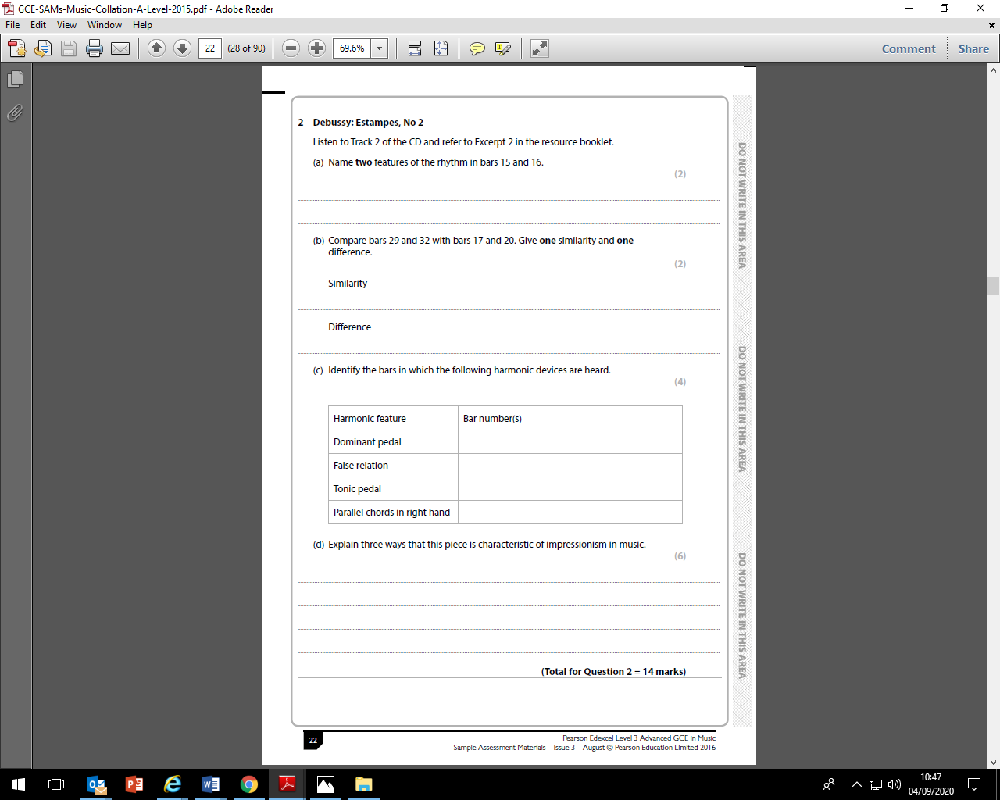 GCE-SAMs-Music-Collation-A-Level-2015.pdf - Adobe Reader
File Edit View Window Help
22 (28 of 90) 69.6% Comment Share
2 Debussy: Estampes, No 2
Listen to Track 2 of the CD and refer to Excerpt 2 in the resource booklet.
(a) Name two features of the rhythm in bars 15 and 16.
(2)
(b) Compare bars 29 and 32 with bars 17 and 20. Give one similarity and one
difference.
(2)
Similarity
Difference
(c) Identify the bars in which the following harmonic devices are heard.
(4)
Harmonic feature Bar number(s)
Dominant pedal
False relation
Tonic pedal
Parallel chords in right hand
(d) Explain three ways that this piece is characteristic of impressionism in music.
(6)
(Total for Question 2 = 14 marks)
DO NOT WRITE IN THIS AREA
DO NOT WRITE IN THIS AREA
DO NOT WRITE IN THIS AREA
22
Pearson Edexcel Level 3 Advanced GCE in Music
Sample Assessment Materials – Issue 3 – August © Pearson Education Limited 2016
10:47
04/09/2020